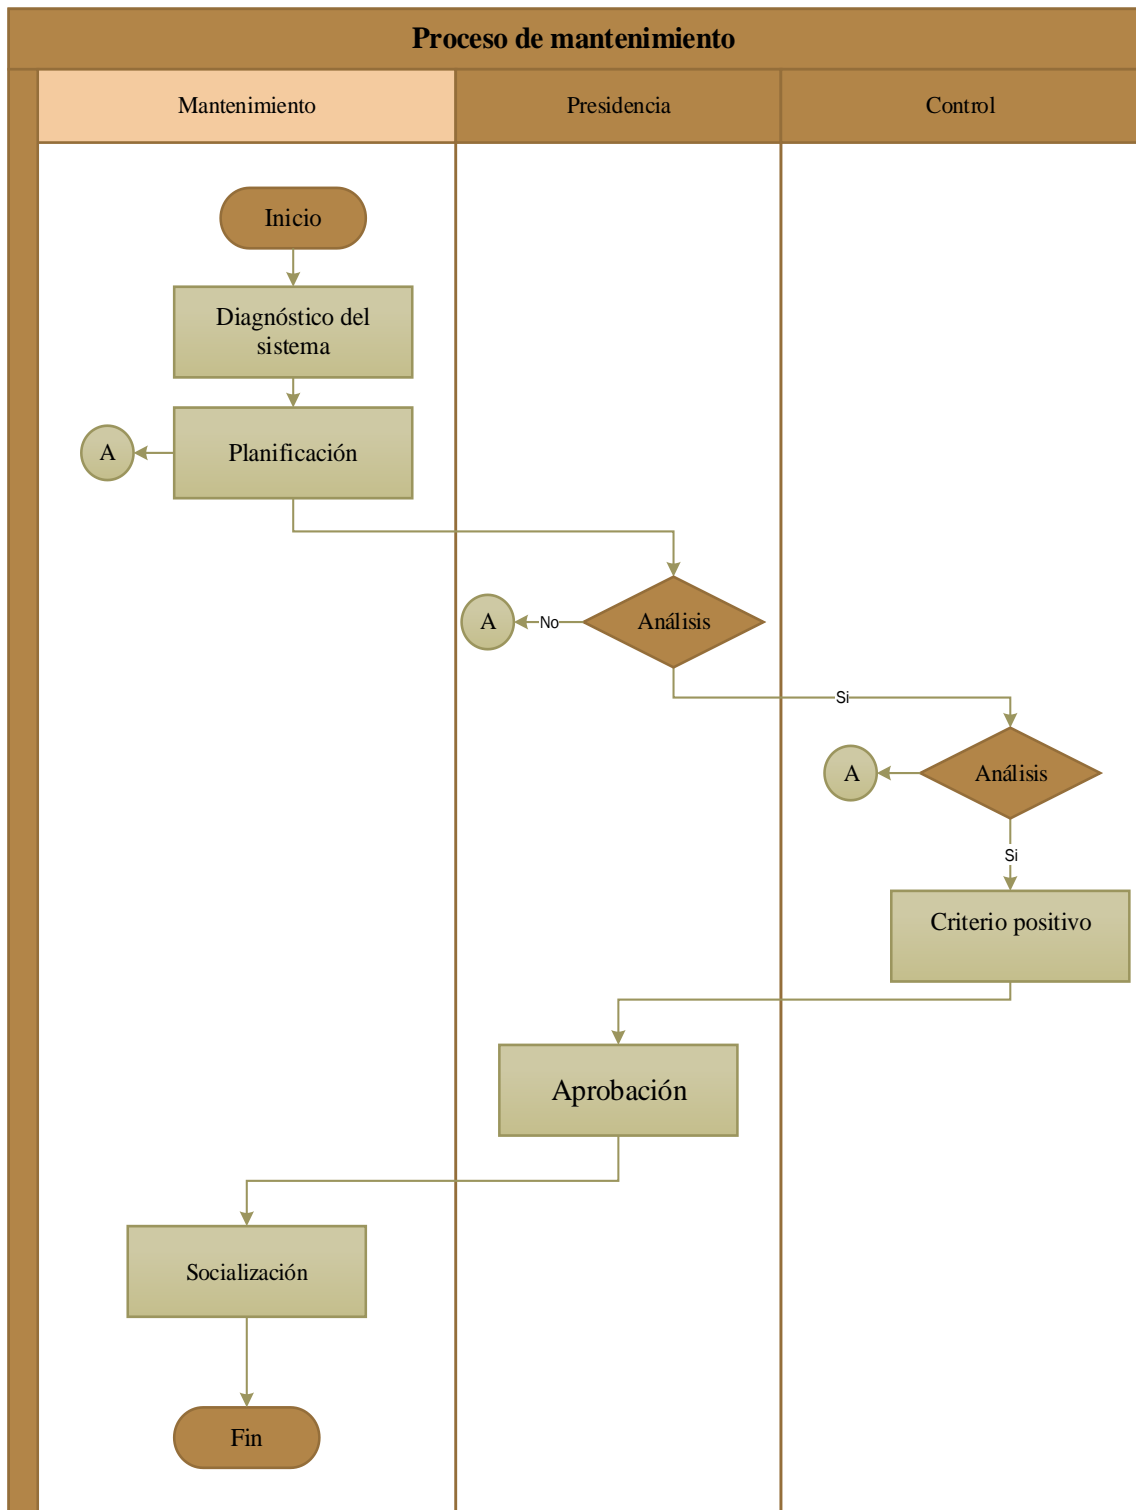 Proceso de mantenimiento
Mantenimiento
Presidencia
Control
Inicio
Diagnóstico del
sistema
A
Planificación
A
No
Análisis
Si
A
Análisis
Si
Criterio positivo
Aprobación
Socialización
Fin